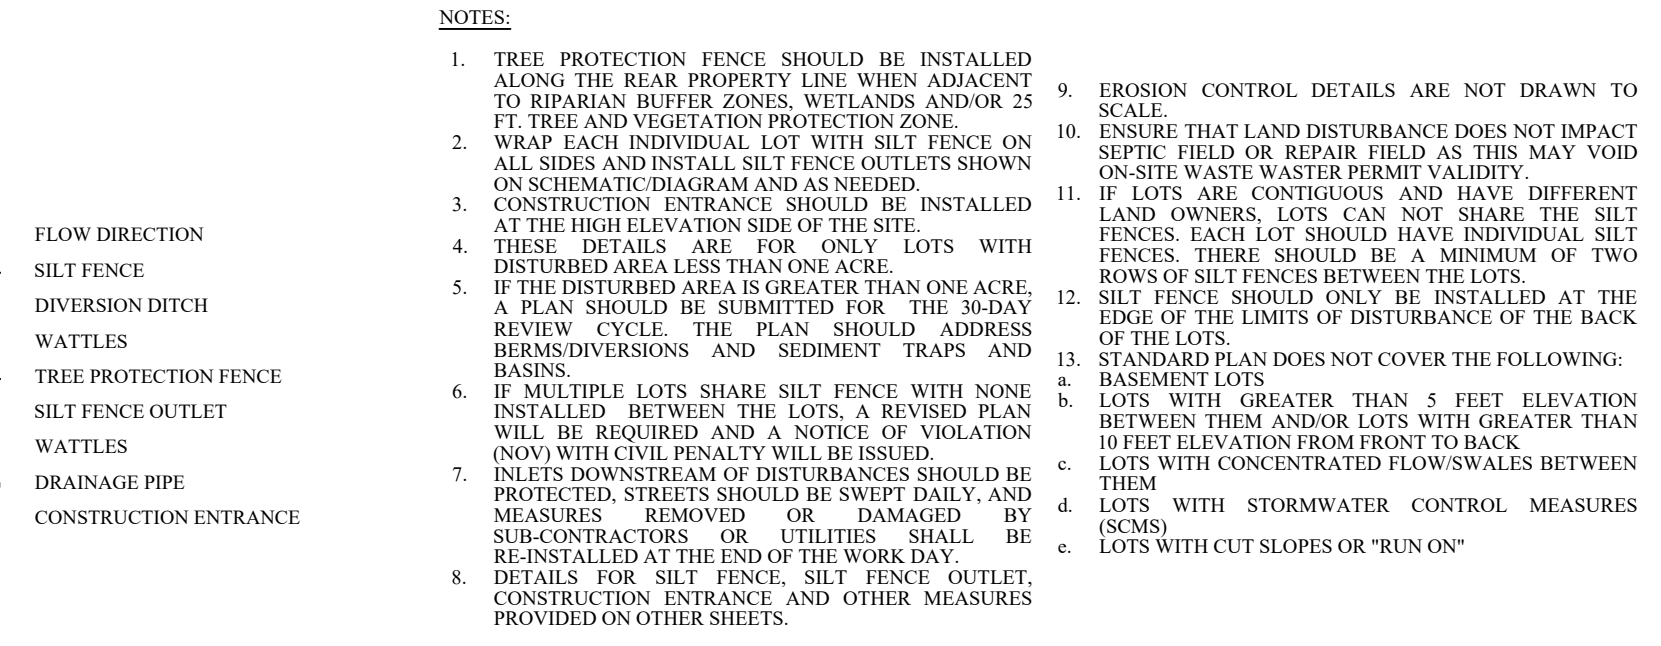 FLOW DIRECTION
SILT FENCE
DIVERSION DITCH
WATTLES
TREE PROTECTION FENCE
SILT FENCE OUTLET
WATTLES
DRAINAGE PIPE
CONSTRUCTION ENTRANCE
NOTES:
1. TREE PROTECTION FENCE SHOULD BE INSTALLED
ALONG THE REAR PROPERTY LINE WHEN ADJACENT
TO RIPARIAN BUFFER ZONES, WETLANDS AND/OR 25
FT. TREE AND VEGETATION PROTECTION ZONE.
2. WRAP EACH INDIVIDUAL LOT WITH SILT FENCE ON
ALL SIDES AND INSTALL SILT FENCE OUTLETS SHOWN
ON SCHEMATIC/DIAGRAM AND AS NEEDED.
3. CONSTRUCTION ENTRANCE SHOULD BE INSTALLED
AT THE HIGH ELEVATION SIDE OF THE SITE.
4. THESE DETAILS ARE FOR ONLY LOTS WITH
DISTURBED AREA LESS THAN ONE ACRE.
5. IF THE DISTURBED AREA IS GREATER THAN ONE ACRE,
A PLAN SHOULD BE SUBMITTED FOR THE 30-DAY
REVIEW CYCLE. THE PLAN SHOULD ADDRESS
BERMS/DIVERSIONS AND SEDIMENT TRAPS AND
BASINS.
6. IF MULTIPLE LOTS SHARE SILT FENCE WITH NONE
INSTALLED BETWEEN THE LOTS, A REVISED PLAN
WILL BE REQUIRED AND A NOTICE OF VIOLATION
(NOV) WITH CIVIL PENALTY WILL BE ISSUED.
7. INLETS DOWNSTREAM OF DISTURBANCES SHOULD BE
PROTECTED, STREETS SHOULD BE SWEPT DAILY, AND
MEASURES REMOVED OR DAMAGED BY
SUB-CONTRACTORS OR UTILITIES SHALL BE
RE-INSTALLED AT THE END OF THE WORK DAY.
8. DETAILS FOR SILT FENCE, SILT FENCE OUTLET,
CONSTRUCTION ENTRANCE AND OTHER MEASURES
PROVIDED ON OTHER SHEETS.
9. EROSION CONTROL DETAILS ARE NOT DRAWN TO
SCALE.
10. ENSURE THAT LAND DISTURBANCE DOES NOT IMPACT
SEPTIC FIELD OR REPAIR FIELD AS THIS MAY VOID
ON-SITE WASTE WASTER PERMIT VALIDITY.
11. IF LOTS ARE CONTIGUOUS AND HAVE DIFFERENT
LAND OWNERS, LOTS CAN NOT SHARE THE SILT
FENCES. EACH LOT SHOULD HAVE INDIVIDUAL SILT
FENCES. THERE SHOULD BE A MINIMUM OF TWO
ROWS OF SILT FENCES BETWEEN THE LOTS.
12. SILT FENCE SHOULD ONLY BE INSTALLED AT THE
EDGE OF THE LIMITS OF DISTURBANCE OF THE BACK
OF THE LOTS.
13. STANDARD PLAN DOES NOT COVER THE FOLLOWING:
a. BASEMENT LOTS
b. LOTS WITH GREATER THAN 5 FEET ELEVATION
BETWEEN THEM AND/OR LOTS WITH GREATER THAN
10 FEET ELEVATION FROM FRONT TO BACK
c. LOTS WITH CONCENTRATED FLOW/SWALES BETWEEN
THEM
d. LOTS WITH STORMWATER CONTROL MEASURES
(SCMS)
e. LOTS WITH CUT SLOPES OR "RUN ON"